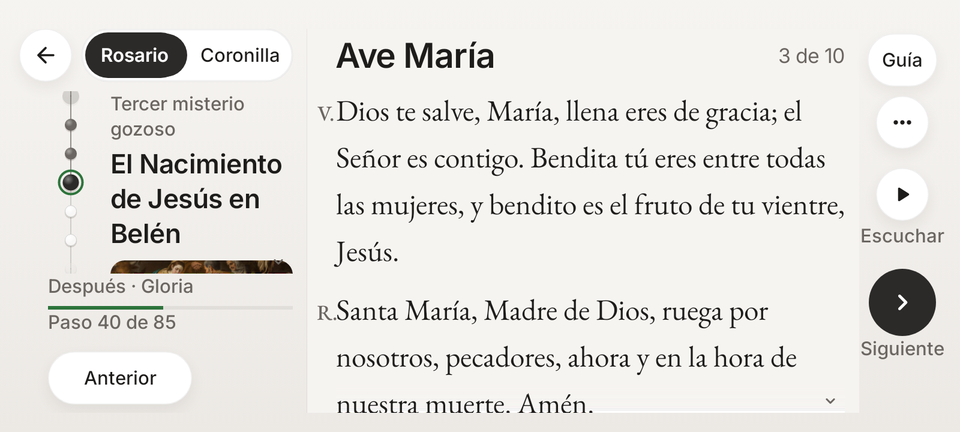 Rosario
Coronilla
Tercer misterio
gozoso
El Nacimiento
de Jesús en
Belén
Después · Gloria
Paso 40 de 85
Anterior
Ave María
3 de 10
V. Dios te salve, María, llena eres de gracia; el
Señor es contigo. Bendita tú eres entre todas
las mujeres, y bendito es el fruto de tu vientre,
Jesús.
R. Santa María, Madre de Dios, ruega por
nosotros, pecadores, ahora y en la hora de
nuestra muerte. Amén.
Guía
Escuchar
Siguiente